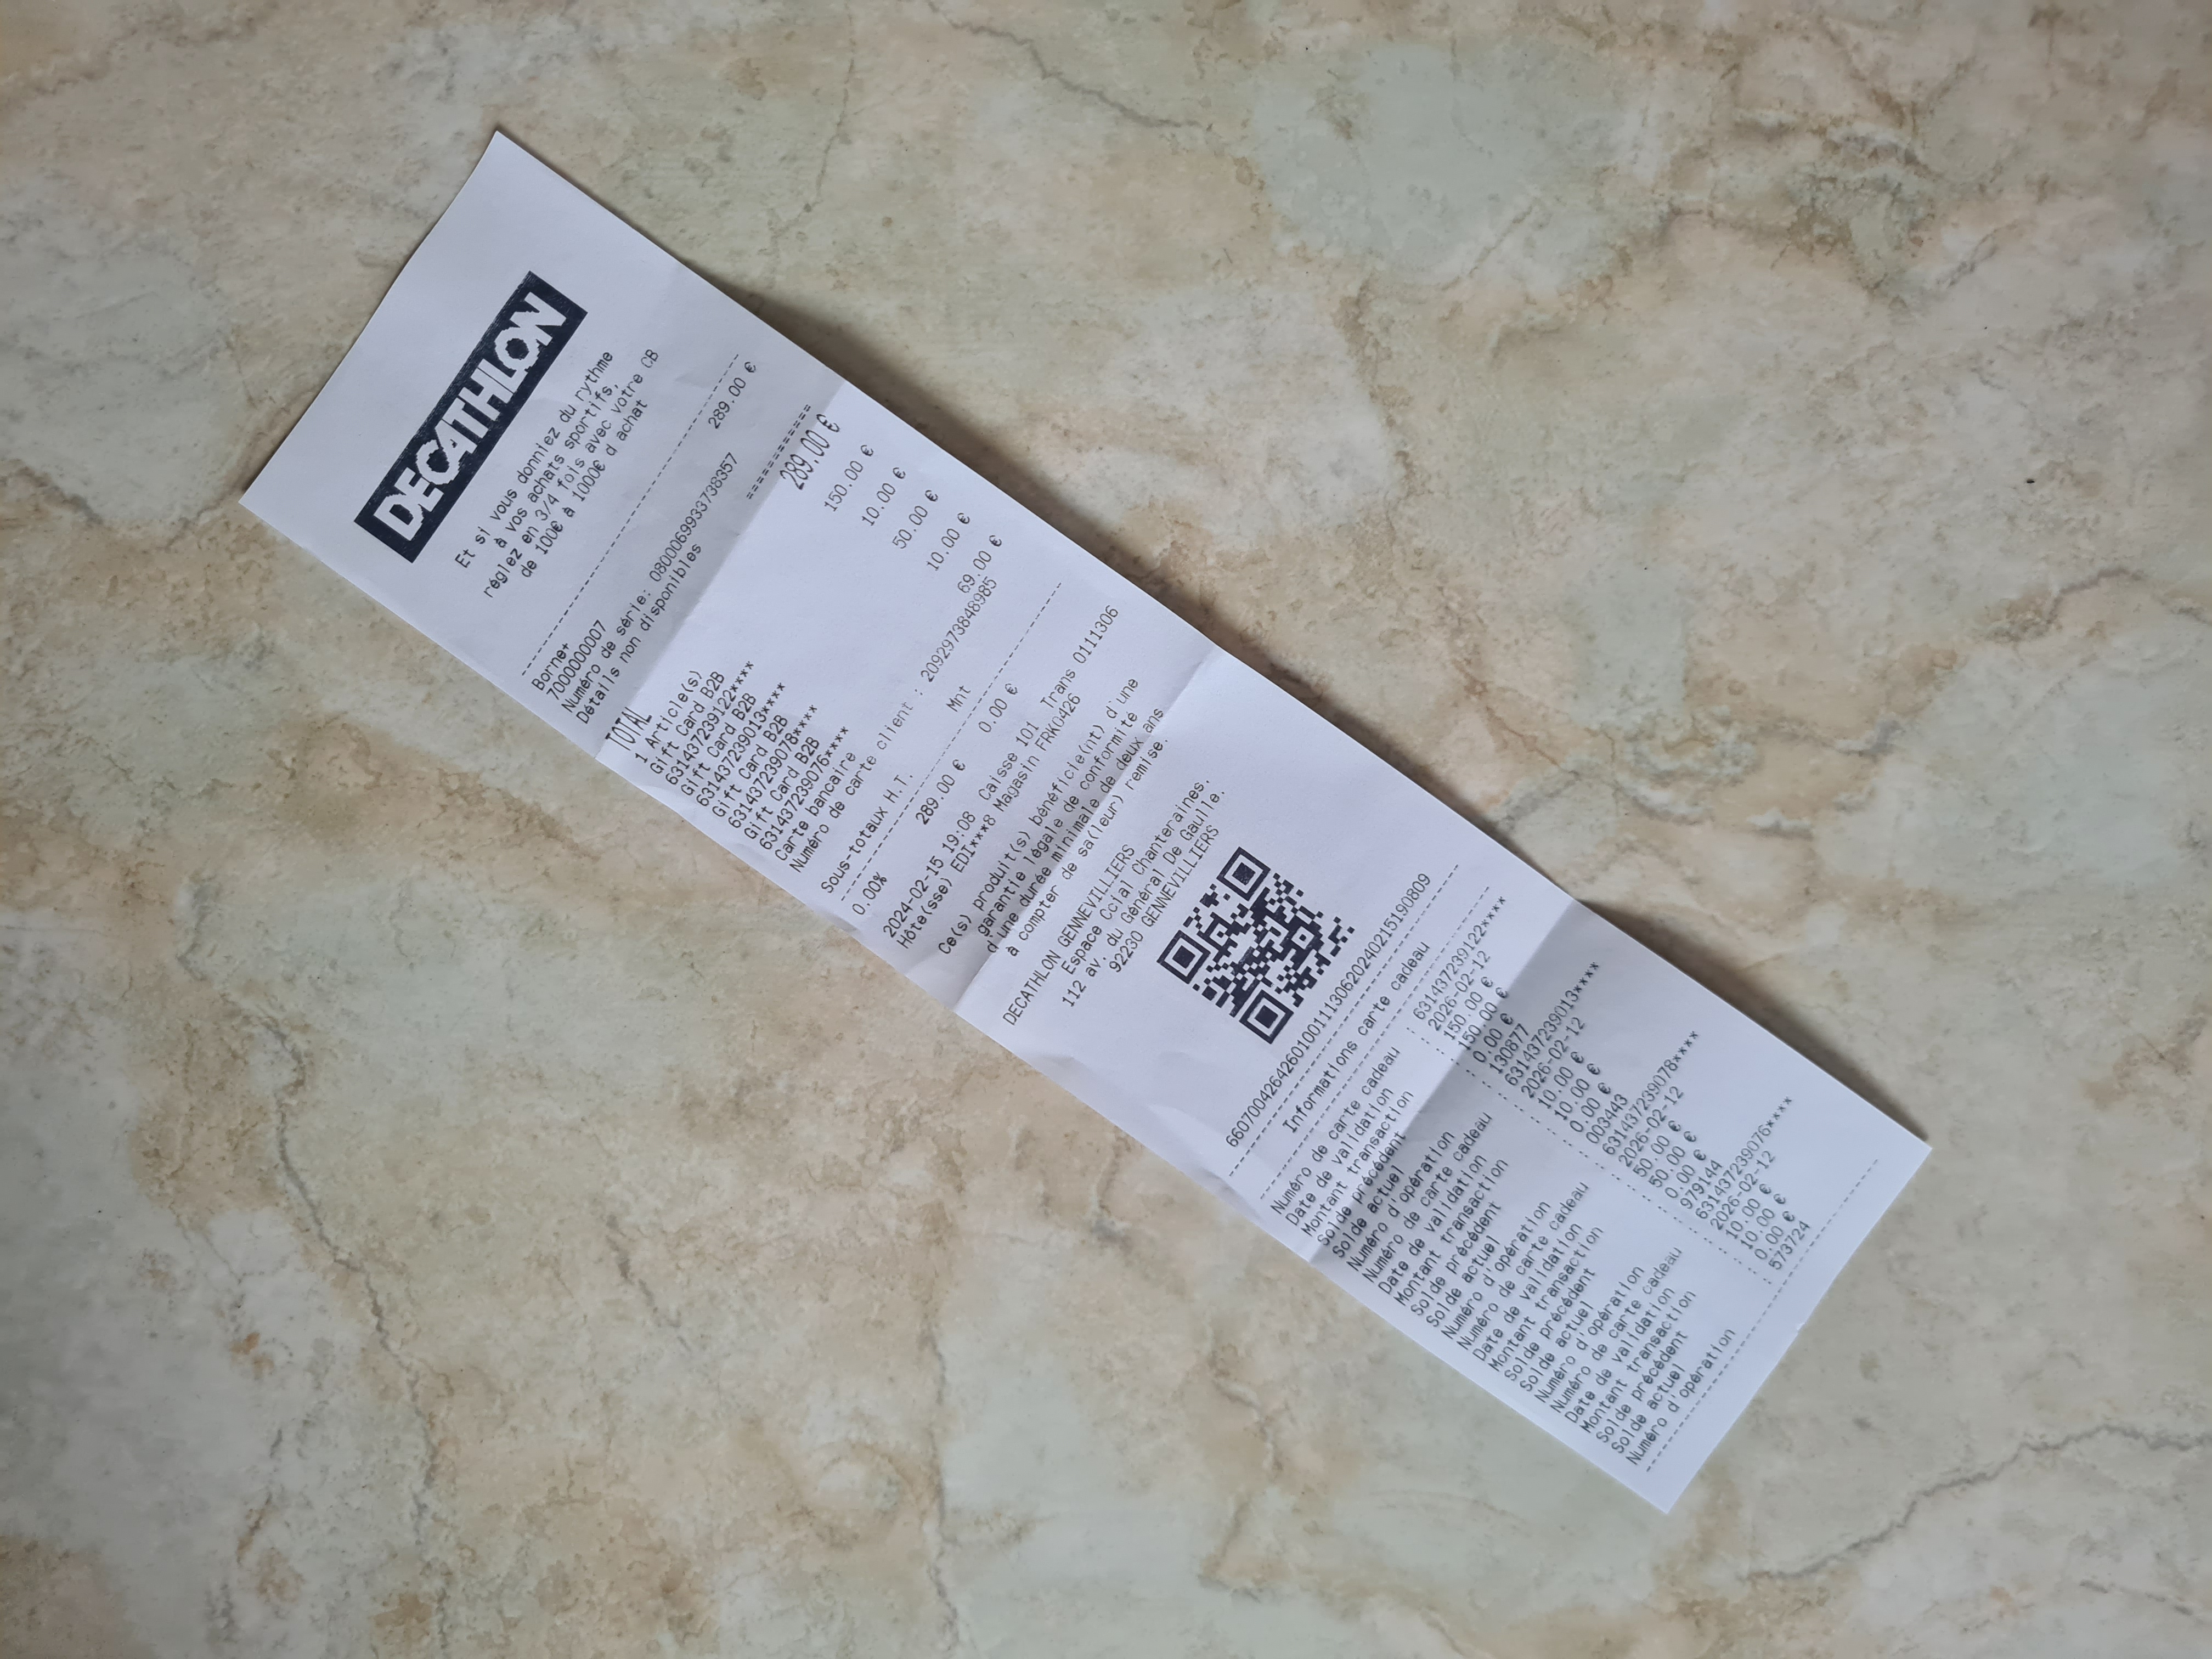 DECATHLON
Et si vous donniez du rythme
à vos achats sportifs,
réglez en 3/4 fois avec votre CB
de 100€ à 1000€ d achat
Borne+
7000000007 289.00 €
Numéro de série: 0800069933738357
Détails non disponibles
==========
TOTAL 289,00 €
1 Article(s)
Gift Card B2B 150.00 €
631437239122****
Gift Card B2B 10.00 €
631437239013****
Gift Card B2B 50.00 €
631437239078****
Gift Card B2B 10.00 €
631437239076****
Carte bancaire 69.00 €
Numéro de carte client : 2092973848985
Sous-totaux H.T. Mnt
0.00% 289.00 € 0.00 €
2024-02-15 19:08 Caisse 101 Trans 0111306
Hôte(sse) EDI***8 Magasin FRK0426
Ce(s) produit(s) bénéficie(nt) d'une
garantie légale de conformité
d'une durée minimale de deux ans
à compter de sa(leur) remise.
DECATHLON GENNEVILLIERS
Espace Ccial Chanteraines,
112 av. du Général De Gaulle,
92230 GENNEVILLIERS
660700426426010011130620240215190809
Informations carte cadeau
Numéro de carte cadeau : 631437239122****
Date de validation : 2026-02-12
Montant transaction : 150.00 €
Solde précédent : 150.00 €
Solde actuel : 0.00 €
Numéro d'opération : 130877
Numéro de carte cadeau : 631437239013****
Date de validation : 2026-02-12
Montant transaction : 10.00 €
Solde précédent : 10.00 €
Solde actuel : 0.00 €
Numéro d'opération : 003443
Numéro de carte cadeau : 631437239078****
Date de validation : 2026-02-12
Montant transaction : 50.00 €
Solde précédent : 50.00 €
Solde actuel : 0.00 €
Numéro d'opération : 979144
Numéro de carte cadeau : 631437239076****
Date de validation : 2026-02-12
Montant transaction : 10.00 €
Solde précédent : 10.00 €
Solde actuel : 0.00 €
Numéro d'opération : 573724